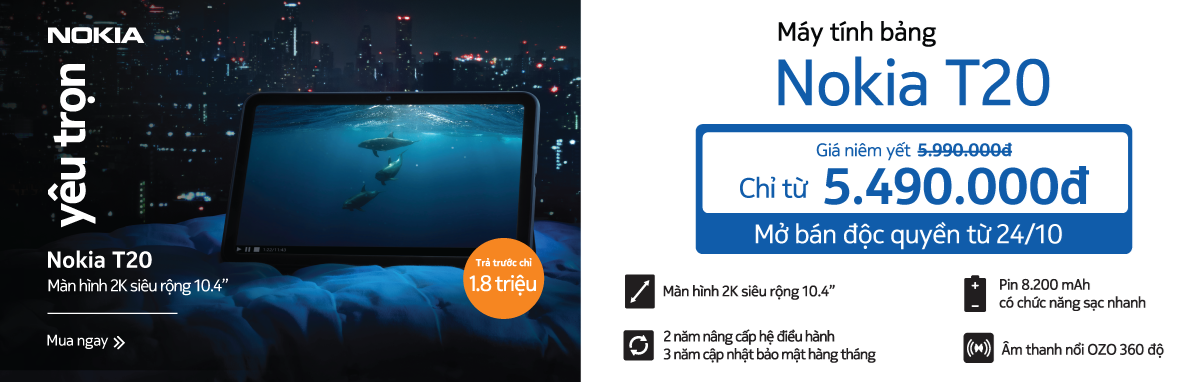 NOKIA
yêu trọn
Nokia T20
Màn hình 2K siêu rộng 10.4”
Mua ngay
1:02/11:43
Trả trước chỉ
1.8 triệu
Máy tính bảng
Nokia T20
Giá niêm yết 5.990.000đ
Chỉ từ 5.490.000đ
Mở bán độc quyền từ 24/10
Màn hình 2K siêu rộng 10.4”
2 năm nâng cấp hệ điều hành
3 năm cập nhật bảo mật hàng tháng
Pin 8.200 mAh
có chức năng sạc nhanh
Âm thanh nổi OZO 360 độ